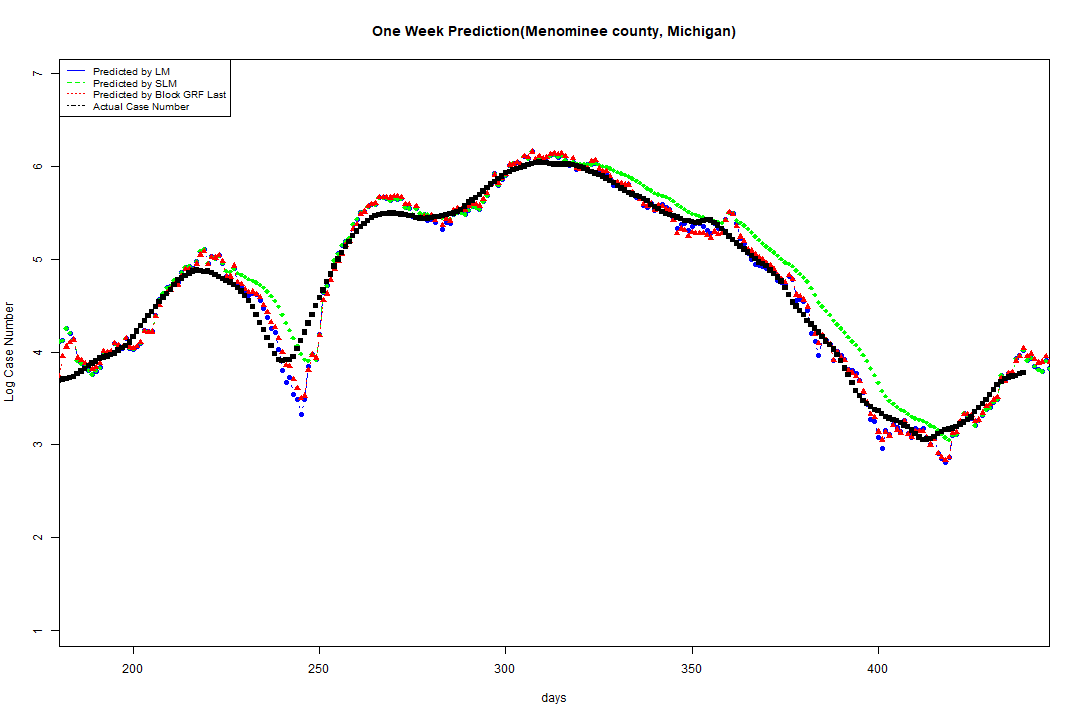 One Week Prediction(Menominee county, Michigan)
Predicted by LM
Predicted by SLM
Predicted by Block GRF Last
Actual Case Number
7
6
5
4
3
2
1
Log Case Number
200 250 300 350 400
days